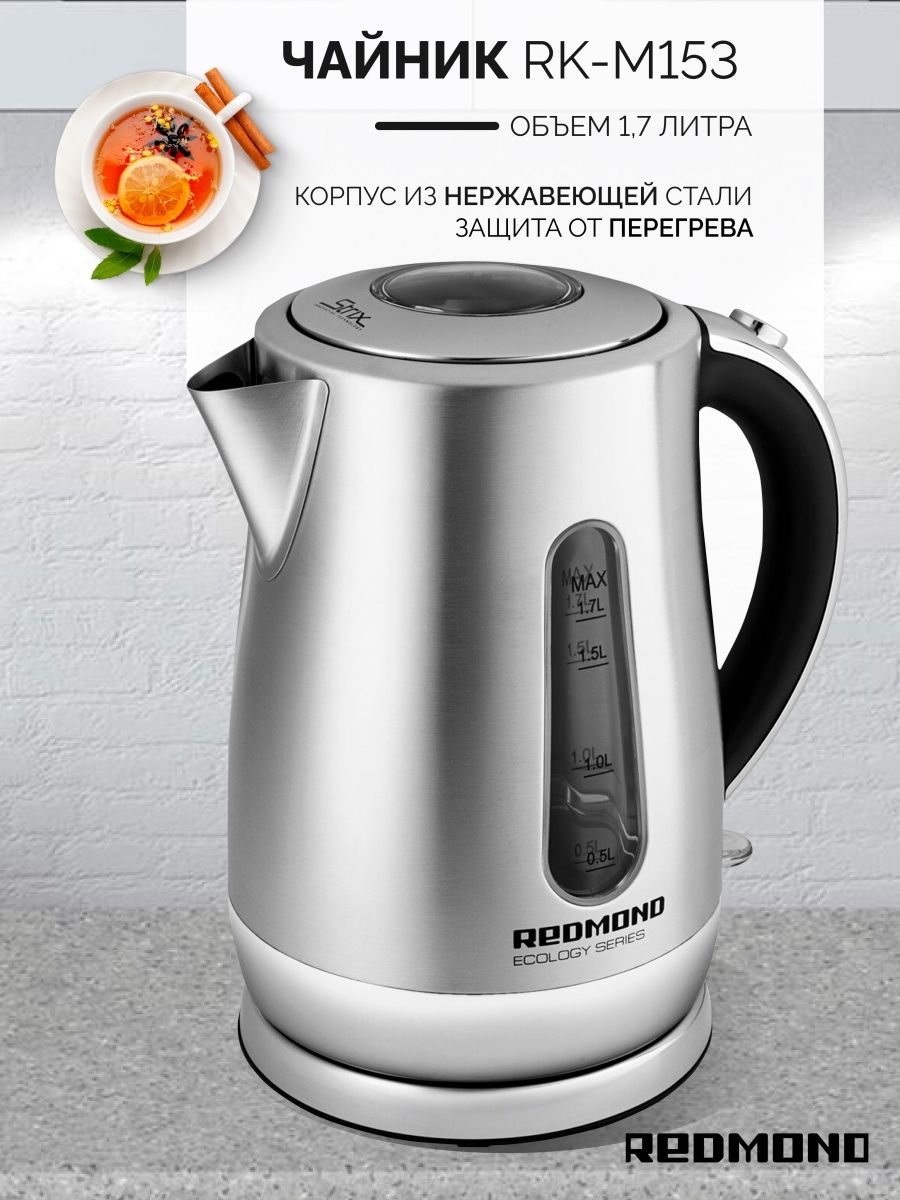 ЧАЙНИК RK-M153
ОБЪЕМ 1,7 ЛИТРА
КОРПУС ИЗ НЕРЖАВЕЮЩЕЙ СТАЛИ
ЗАЩИТА ОТ ПЕРЕГРЕВА
Strix
MAX
1.7L
1.5L
1.0L
0.5L
REDMOND
ECOLOGY SERIES
REDMOND